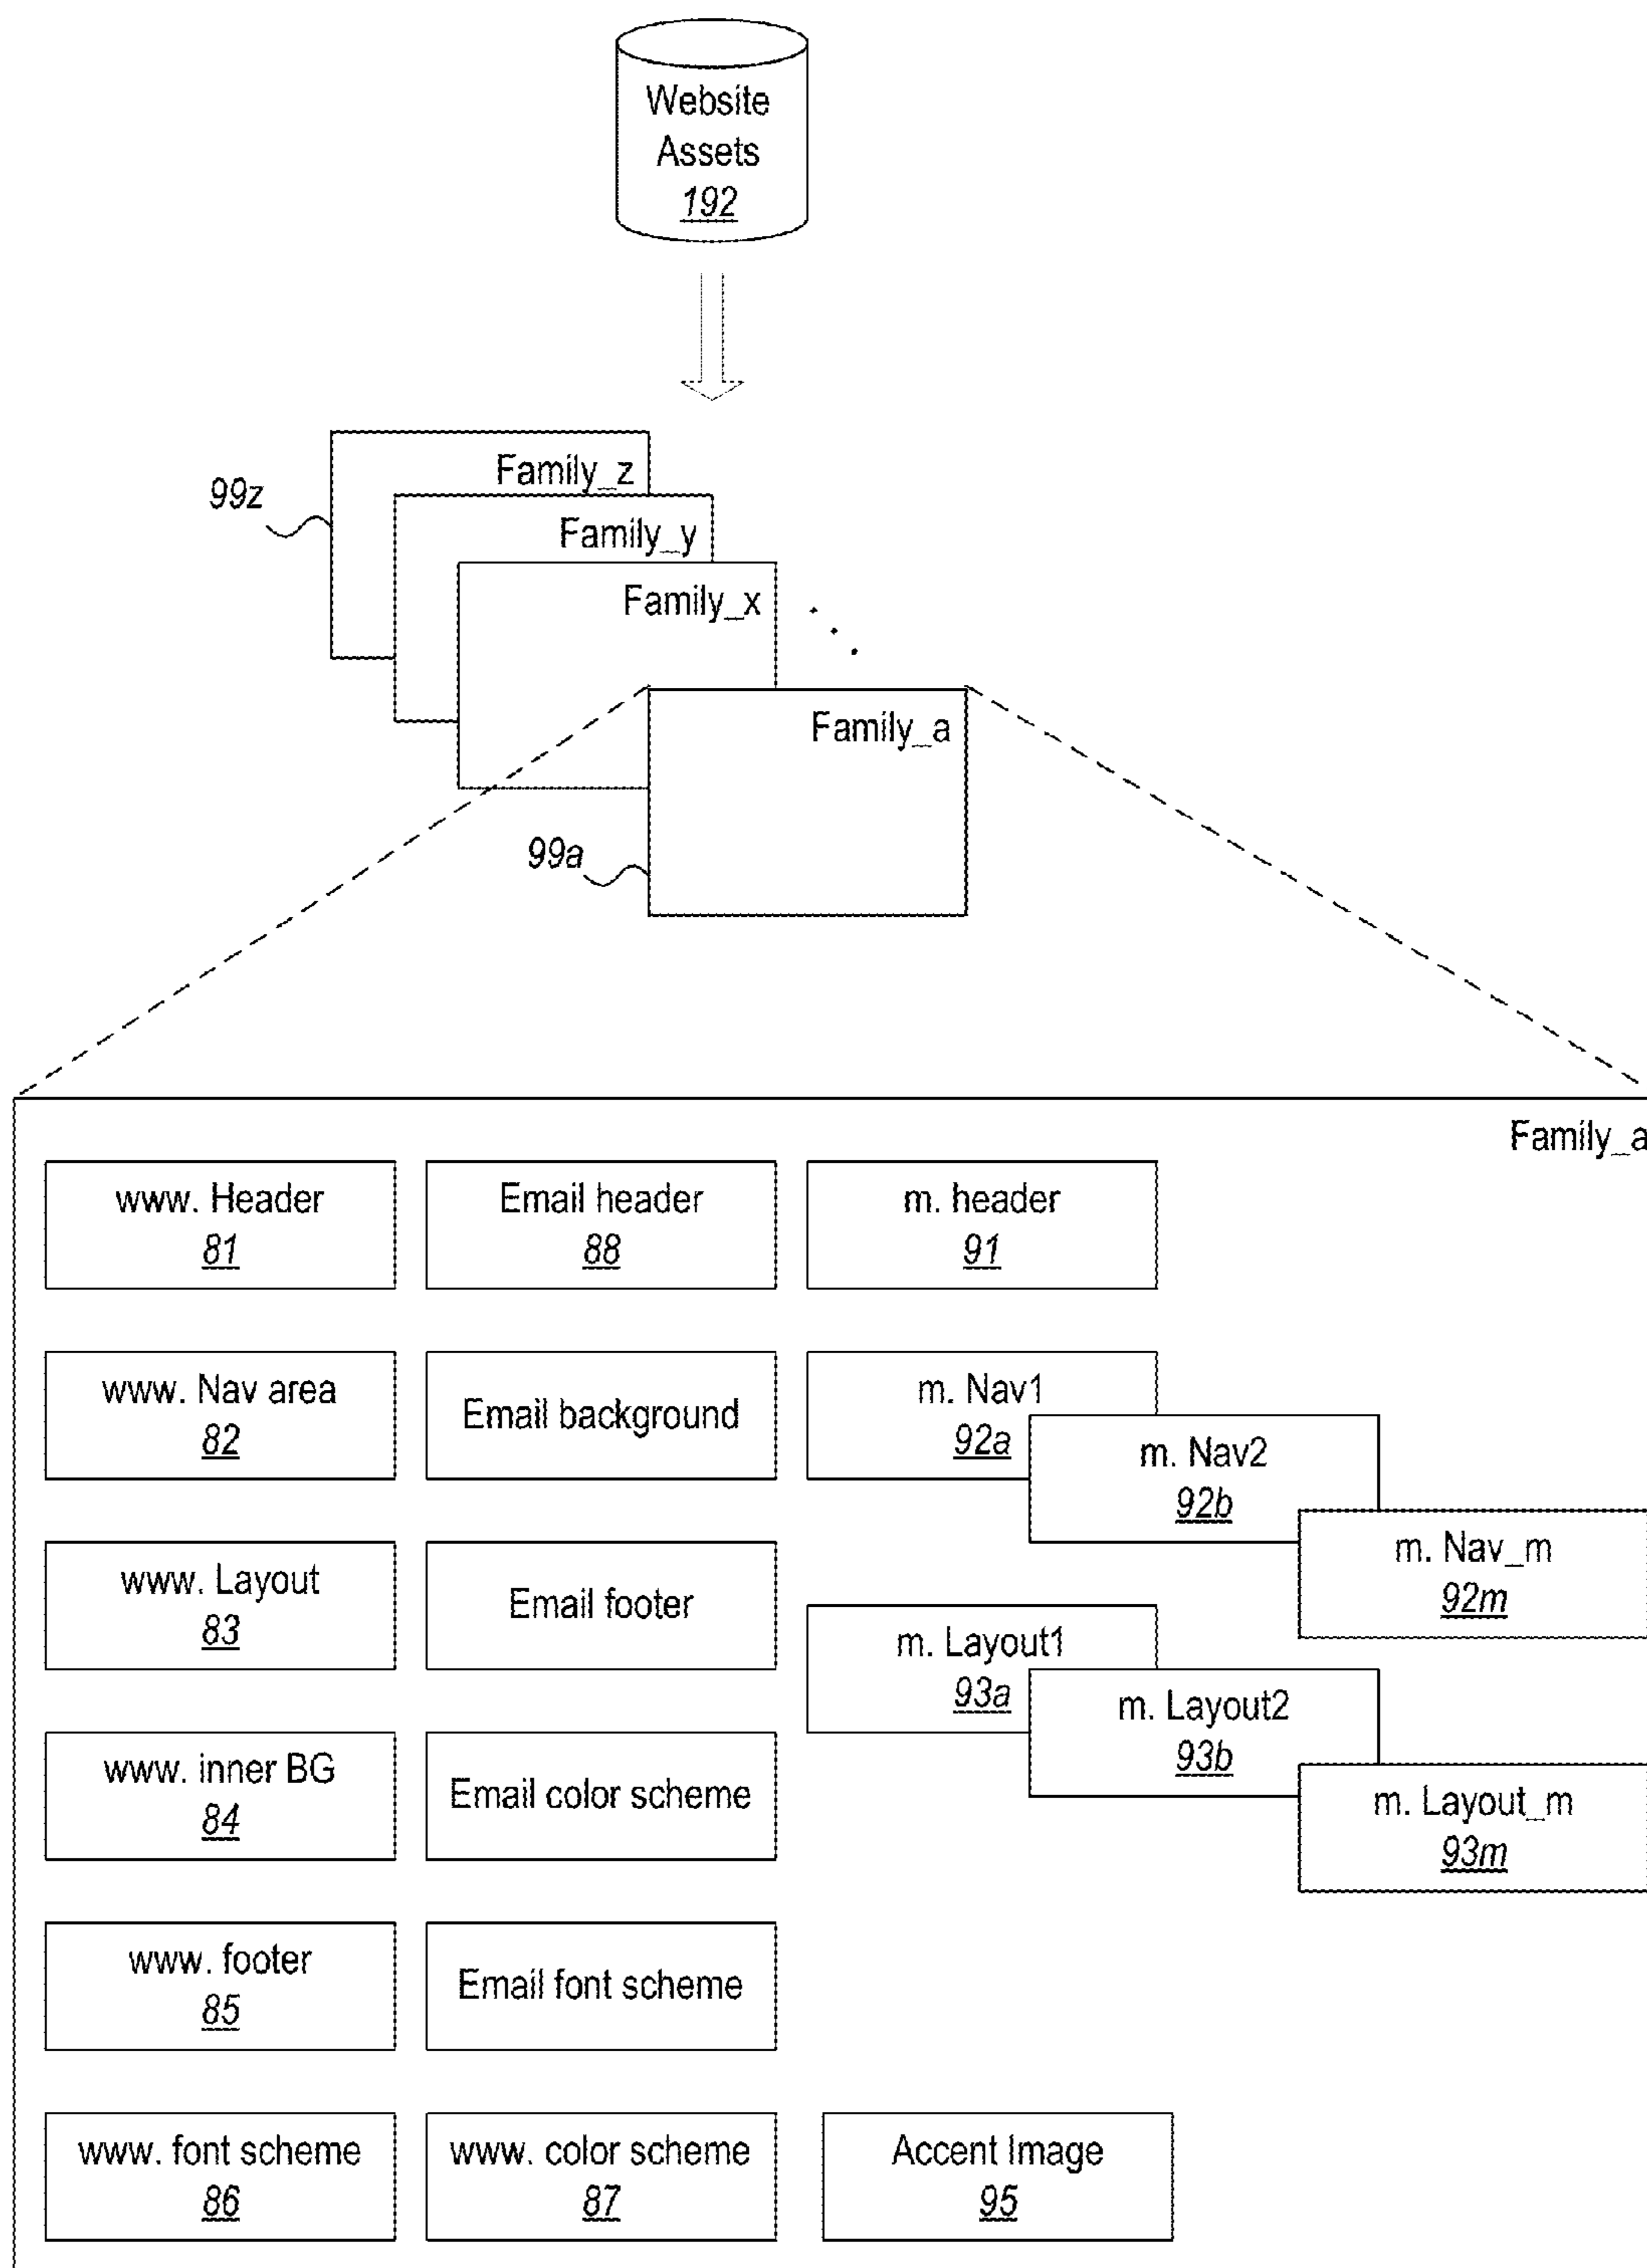 Website
Assets
192
Family_z
99z
Family_y
Family_x
Family_a
99a
Family_a
www. Header
81
Email header
88
m. header
91
www. Nav area
82
Email background
m. Nav1
92a
m. Nav2
92b
m. Nav_m
92m
www. Layout
83
Email footer
m. Layout1
93a
m. Layout2
93b
m. Layout_m
93m
www. inner BG
84
Email color scheme
www. footer
85
Email font scheme
www. font scheme
86
www. color scheme
87
Accent Image
95